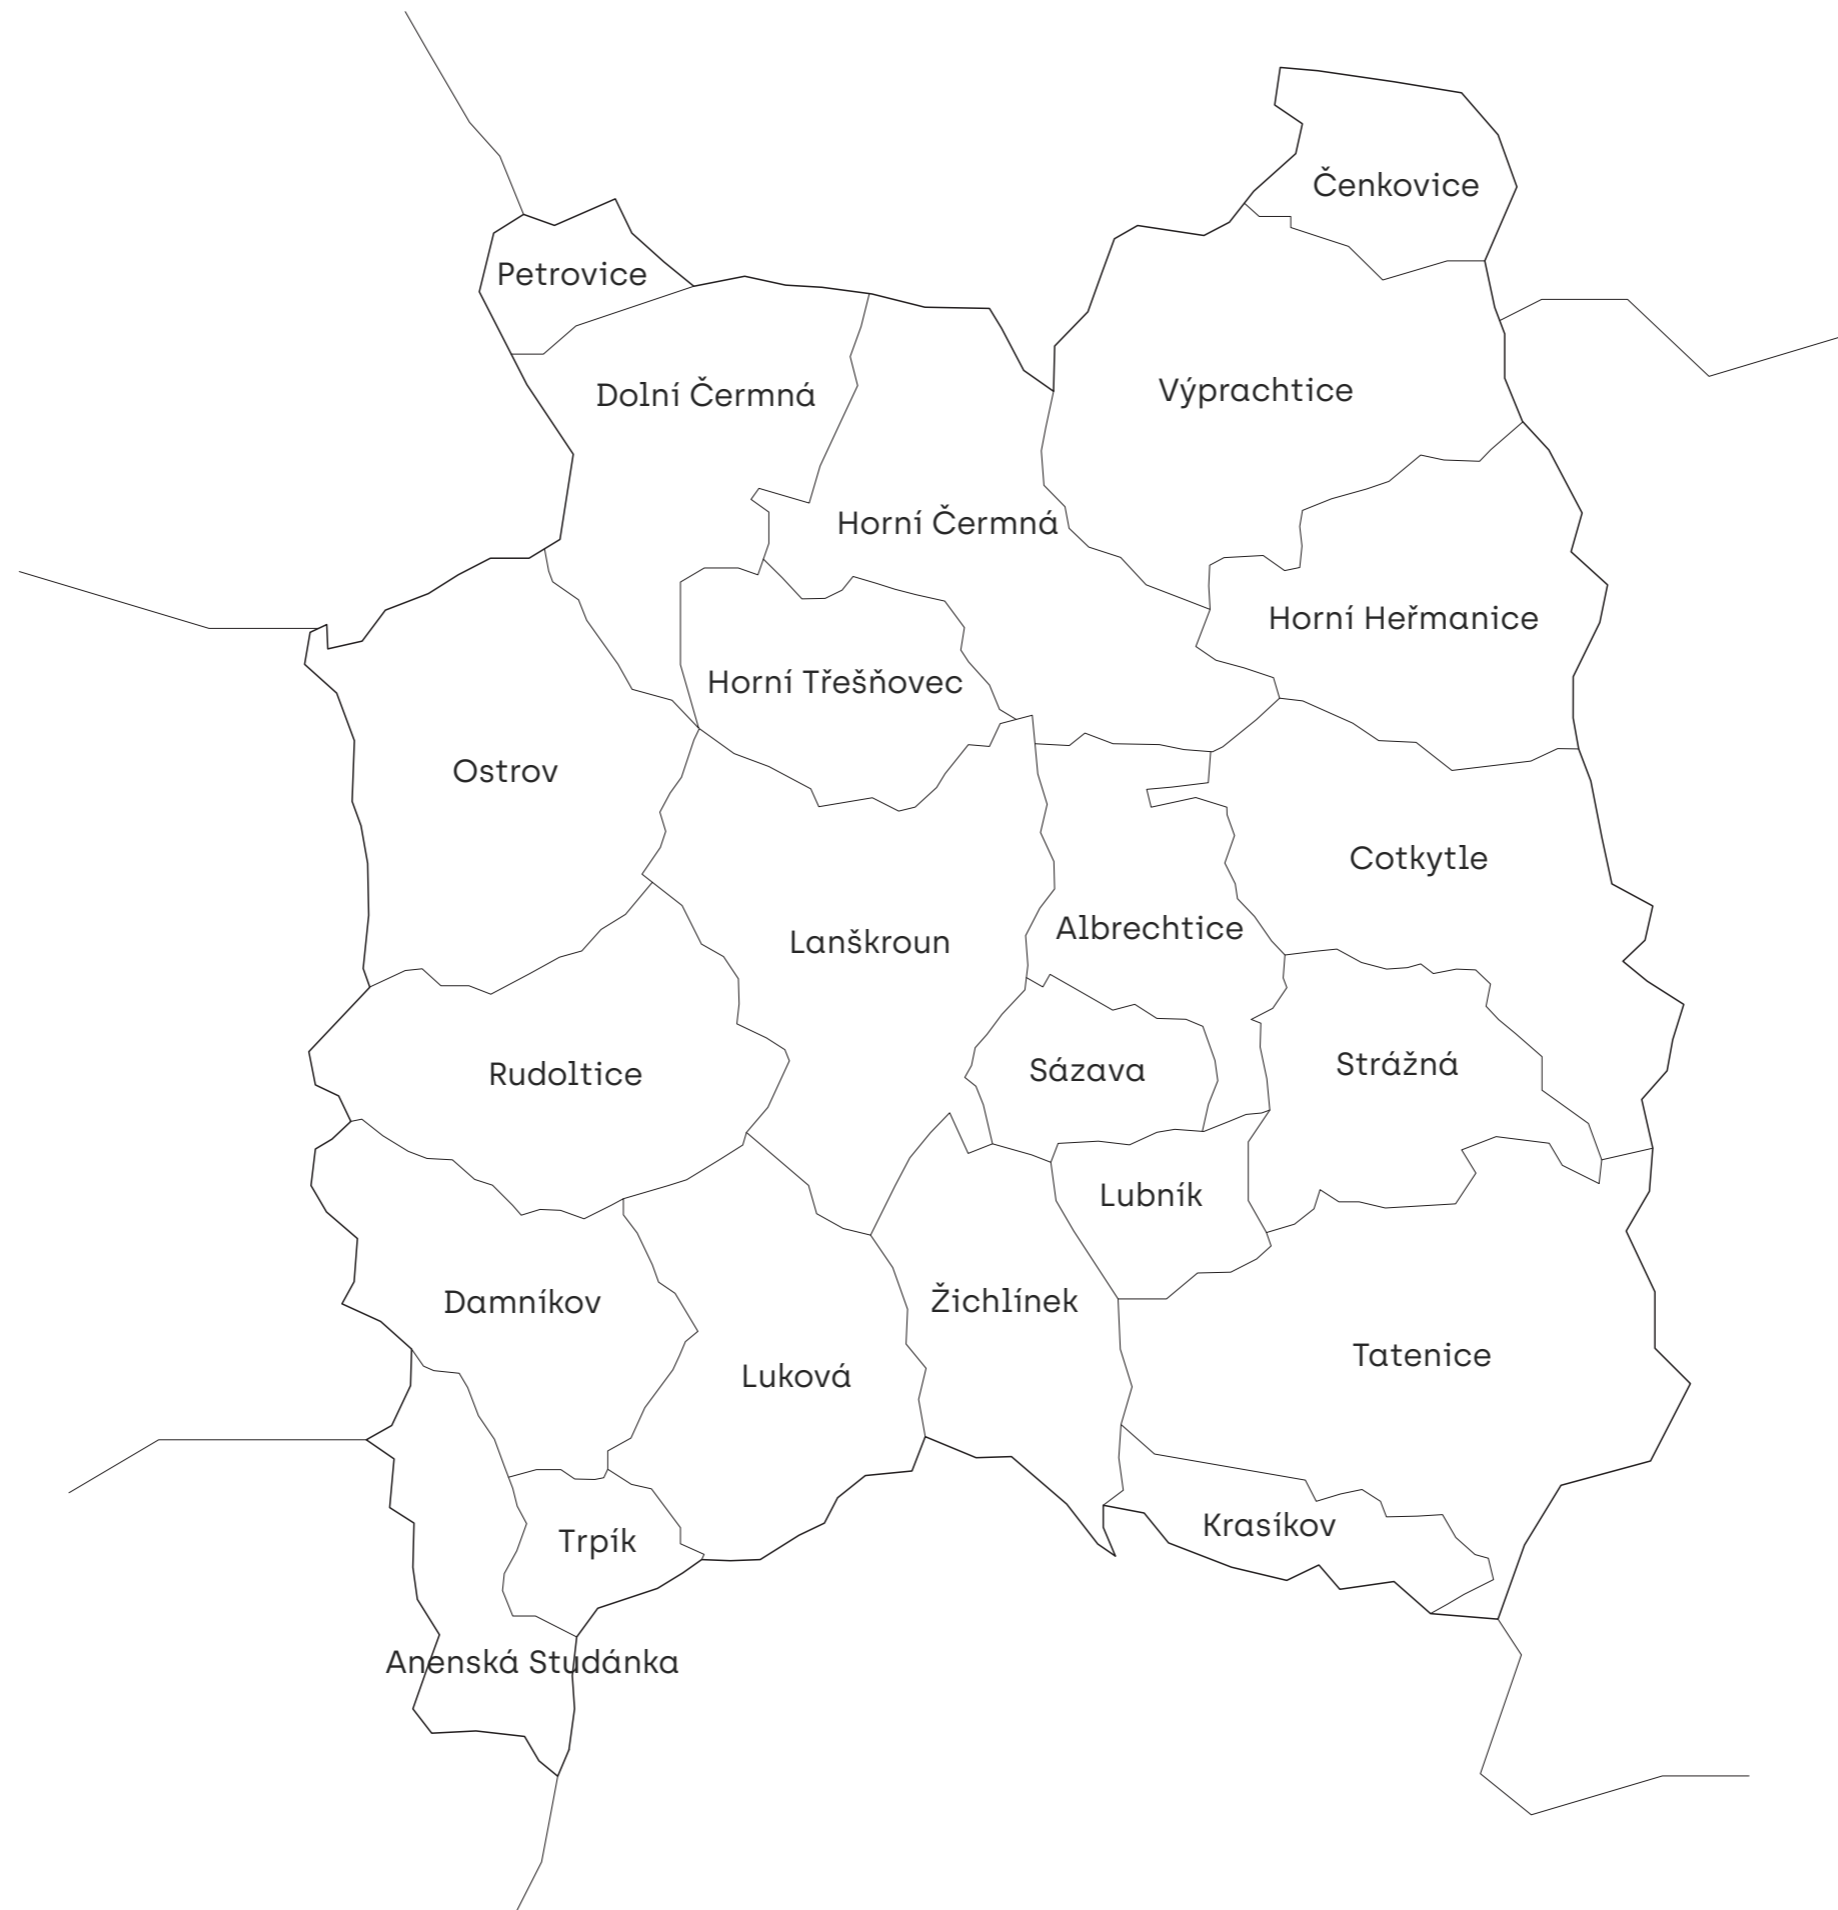 Čenkovice
Petrovice
Dolní Čermná
Výprachtice
Horní Čermná
Horní Heřmanice
Horní Třešňovec
Ostrov
Cotkytle
Albrechtice
Lanškroun
Strážná
Sázava
Rudoltice
Lubník
Žichlínek
Damníkov
Tatenice
Luková
Krasíkov
Trpík
Anenská Studánka